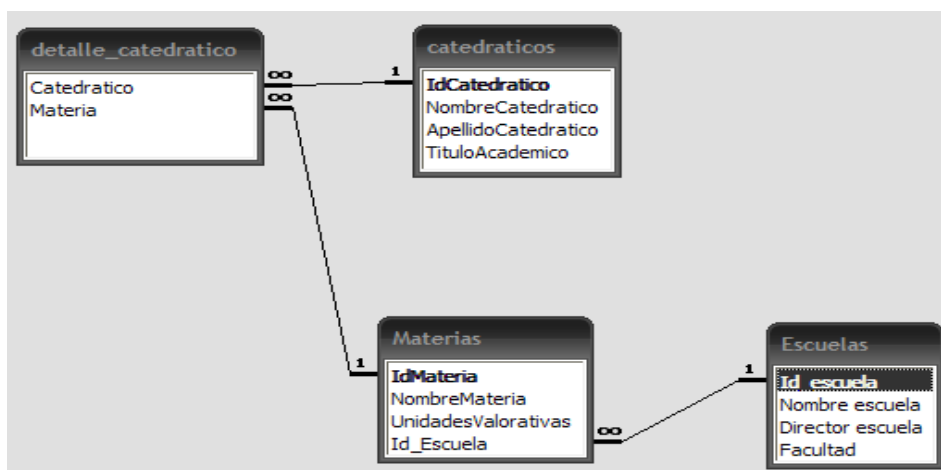 detalle_catedratico
Catedratico
Materia
∞
∞
1
catedraticos
IdCatedratico
NombreCatedratico
ApellidoCatedratico
TituloAcademico
1
Materias
IdMateria
NombreMateria
UnidadesValorativas
Id_Escuela
∞
1
Escuelas
Id_escuela
Nombre escuela
Director escuela
Facultad